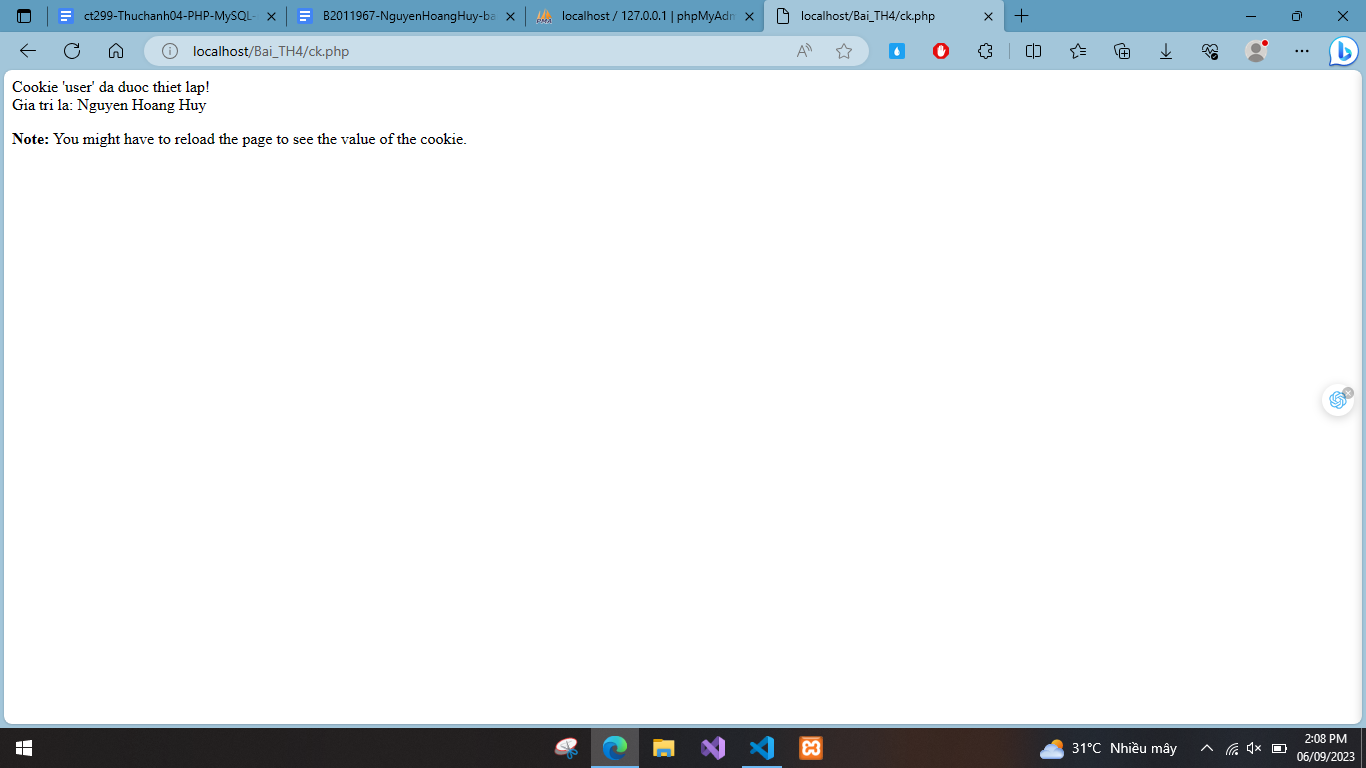 ct299-Thuchanh04-PHP-MySQL-
B2011967-NguyenHoangHuy-ba
localhost / 127.0.0.1 | phpMyAdm
localhost/Bai_TH4/ck.php
localhost/Bai_TH4/ck.php
Cookie 'user' da duoc thiet lap!
Gia tri la: Nguyen Hoang Huy
Note: You might have to reload the page to see the value of the cookie.
31°C Nhiều mây
2:08 PM
06/09/2023